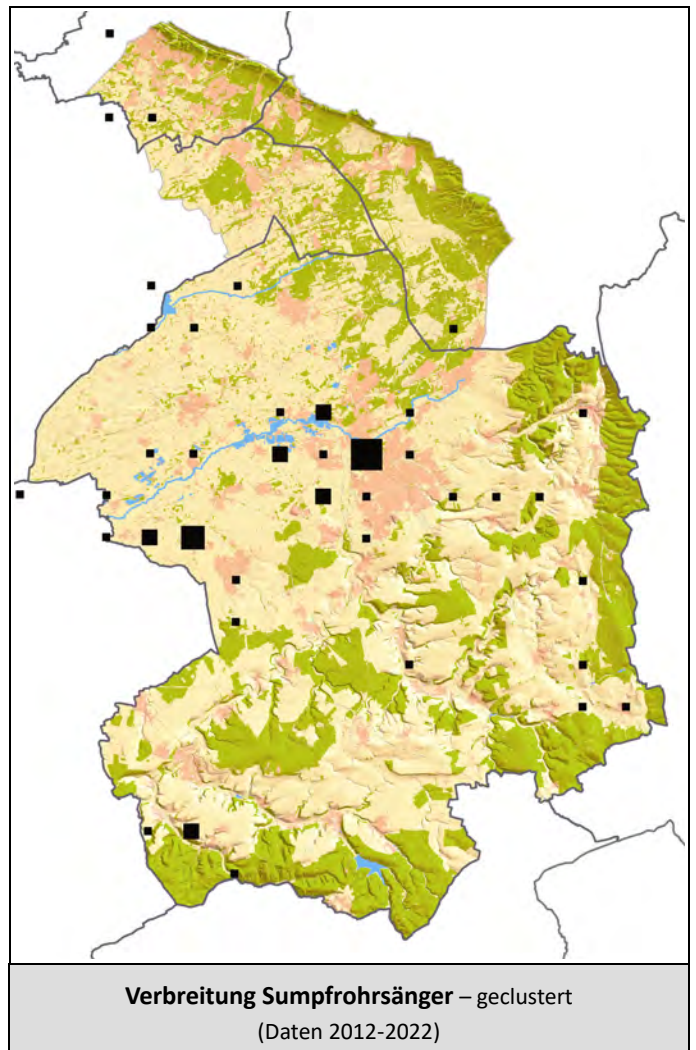 Verbreitung Sumpfrohrsänger – geclustert
(Daten 2012-2022)